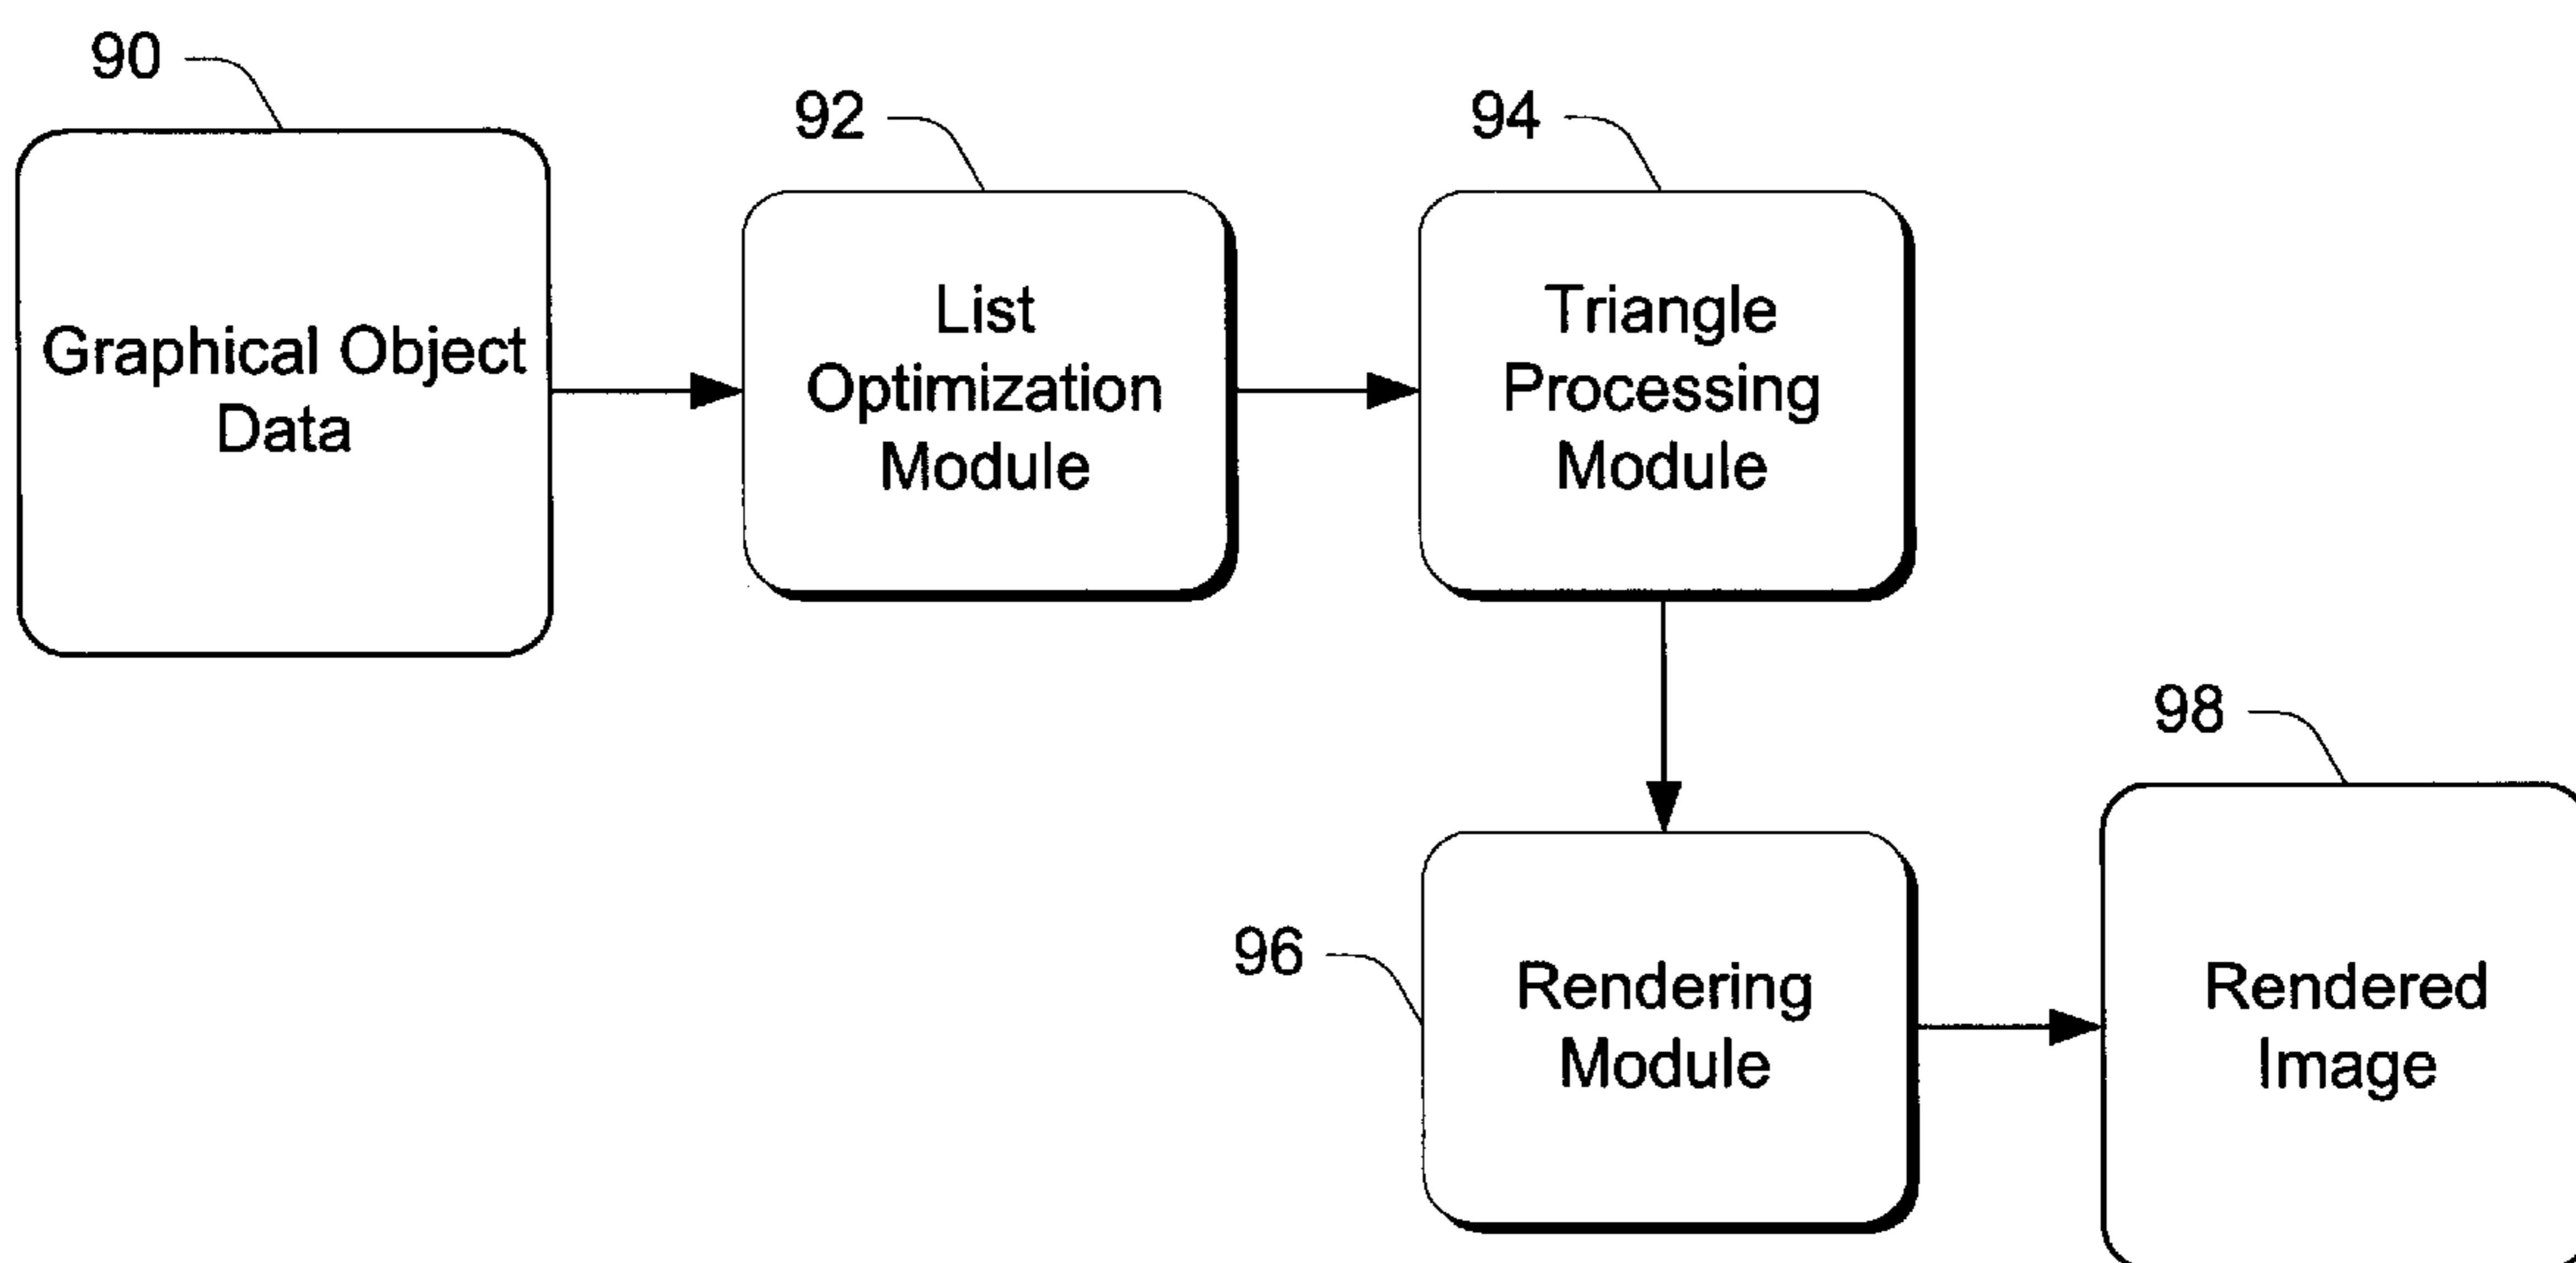 90
Graphical Object
Data
92
List
Optimization
Module
94
Triangle
Processing
Module
96
Rendering
Module
98
Rendered
Image